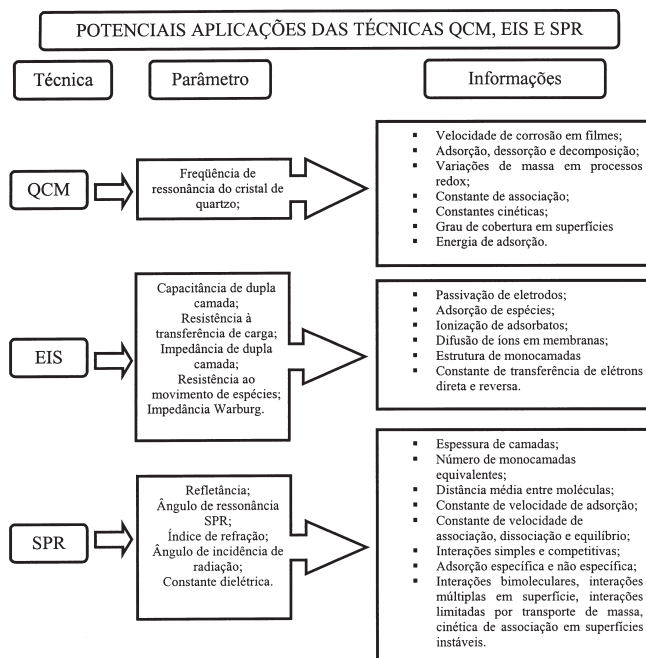 POTENCIAIS APLICAÇÕES DAS TÉCNICAS QCM, EIS E SPR
Técnica
Parâmetro
Informações
QCM
Freqüência de
ressonância do cristal de
quartzo;
▪ Velocidade de corrosão em filmes;
▪ Adsorção, dessorção e decomposição;
▪ Variações de massa em processos
redox;
▪ Constante de associação;
▪ Constantes cinéticas;
▪ Grau de cobertura em superfícies
▪ Energia de adsorção.
EIS
Capacitância de dupla
camada;
Resistência à
transferência de carga;
Impedância de dupla
camada;
Resistência ao
movimento de espécies;
Impedância Warburg.
▪ Passivação de eletrodos;
▪ Adsorção de espécies;
▪ Ionização de adsorbatos;
▪ Difusão de íons em membranas;
▪ Estrutura de monocamadas
▪ Constante de transferência de elétrons
direta e reversa.
SPR
Refletância;
Ângulo de ressonância
SPR;
Índice de refração;
Ângulo de incidência de
radiação;
Constante dielétrica.
▪ Espessura de camadas;
▪ Número de monocamadas
equivalentes;
▪ Distância média entre moléculas;
▪ Constante de velocidade de adsorção;
▪ Constante de velocidade de
associação, dissociação e equilíbrio;
▪ Interações simples e competitivas;
▪ Adsorção específica e não específica;
▪ Interações bimoleculares, interações
múltiplas em superfície, interações
limitadas por transporte de massa,
cinética de associação em superfícies
instáveis.